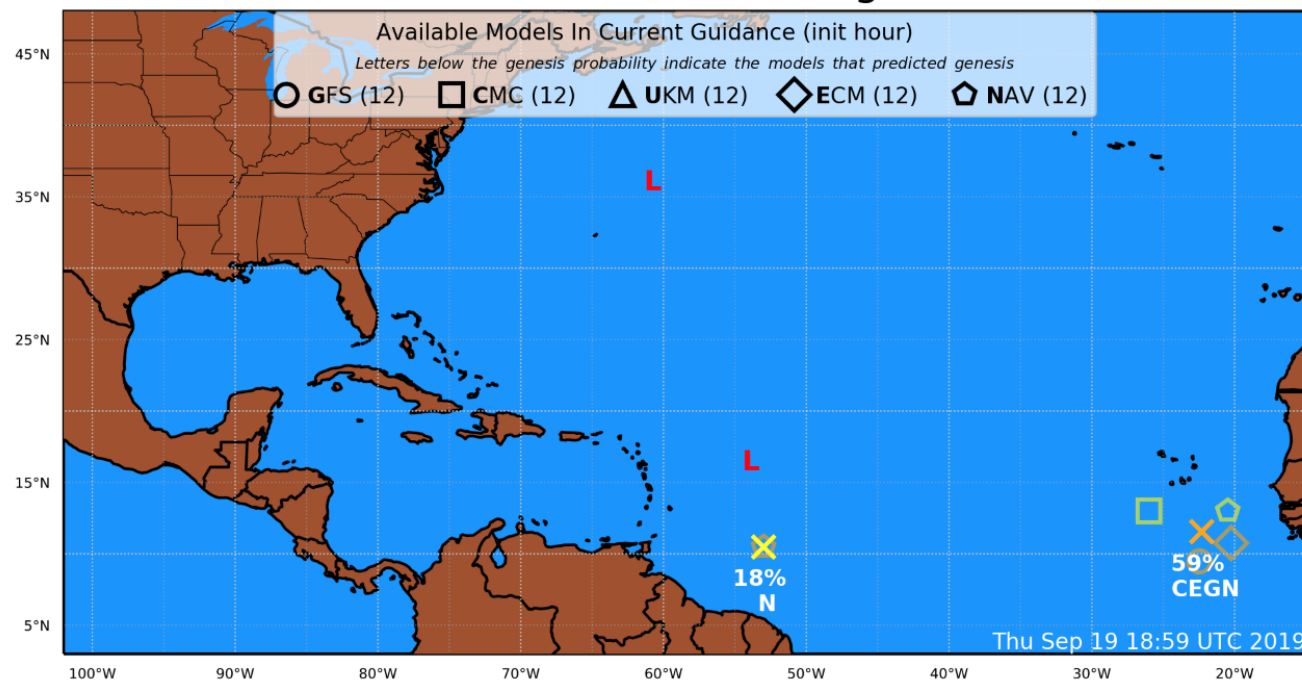 Available Models In Current Guidance (init hour)
Letters below the genesis probability indicate the models that predicted genesis
GFS (12) CMC (12) UKM (12) ECM (12) NAV (12)
45°N
35°N
25°N
15°N
5°N
L
L
18%
N
59%
CEGN
Thu Sep 19 18:59 UTC 2019
100°W 90°W 80°W 70°W 60°W 50°W 40°W 30°W 20°W